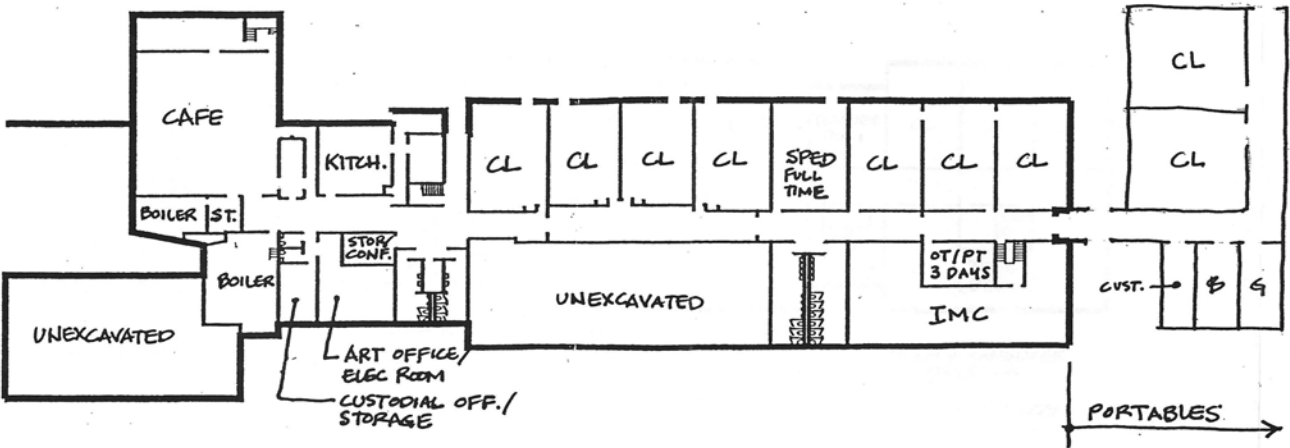 CAFE
KITCH.
CL
CL
CL
CL
SPED
FULL
TIME
CL
CL
CL
CL
CL
BOILER
ST.
STOR/
CONF.
BOILER
UNEXCAVATED
UNEXCAVATED
OT/PT
3 DAYS
IMC
CUST.
B
G
ART OFFICE/
ELEC ROOM
CUSTODIAL OFF./
STORAGE
PORTABLES